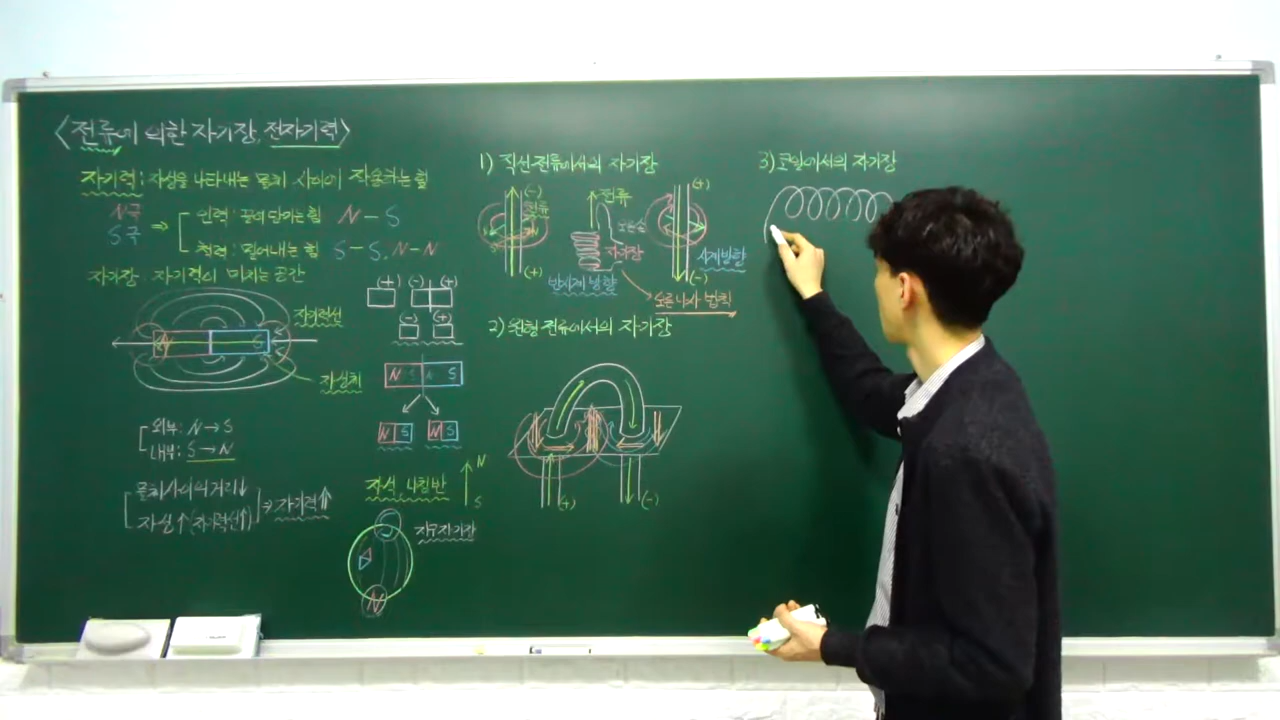 <전류에 의한 자기장, 전자기력>
자기력 : 자성을 나타내는 물체 사이에 작용하는 힘
N극
S극
⇒
인력 : 끌어당기는 힘 N-S
척력 : 밀어내는 힘 S-S, N-N
자기장 : 자기력이 미치는 공간
자기력선
N
S
자성체
외부 : N→S
내부 : S→N
물체사이의 거리↓
자성↑(자기력선↑)
⇒ 자기력⇑
(+) (-) (+)
(-) (+)
N S N S
N S N S
자석, 나침반
N
S
지구자기장
S
N
1) 직선 전류에서의 자기장
(-)
전류
(+)
전류
오른손
자기장
반시계 방향
(+)
시계방향
(-)
오른나사 법칙
2) 원형 전류에서의 자기장
(+)
(-)
3) 코일에서의 자기장